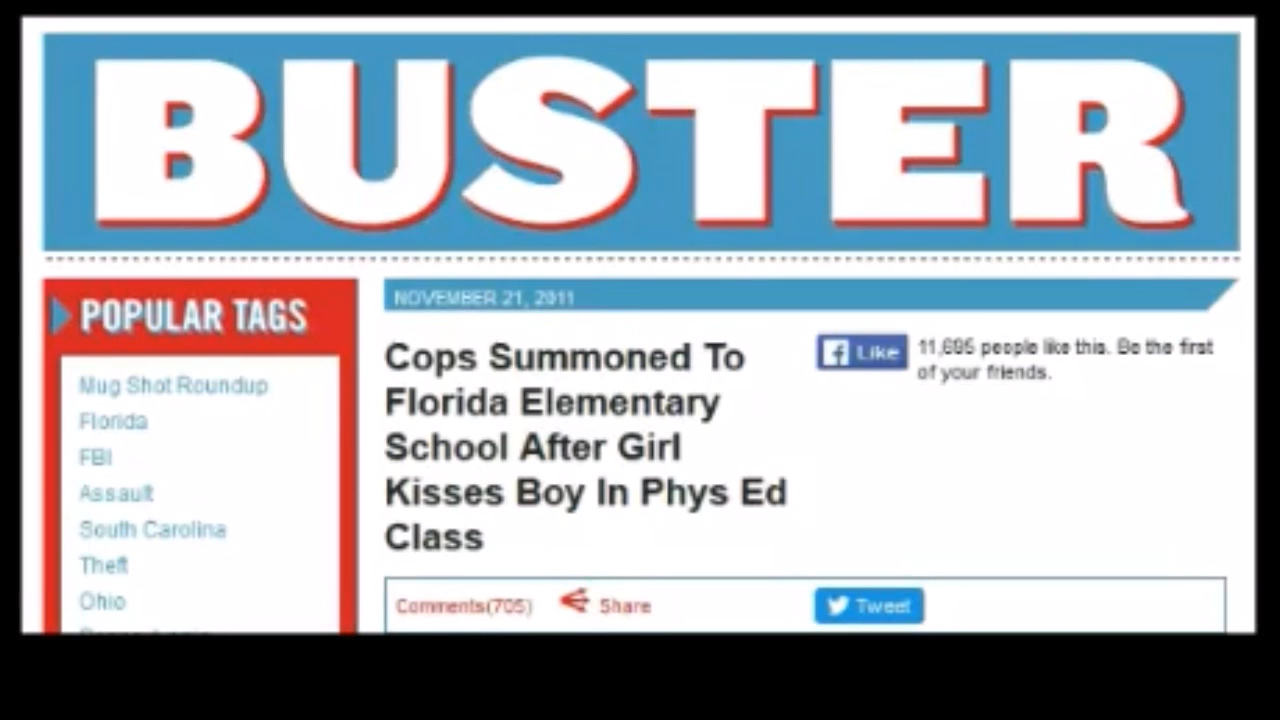 BUSTER
POPULAR TAGS
Mug Shot Roundup
Florida
FBI
Assault
South Carolina
Theft
Ohio
NOVEMBER 21, 2011
Cops Summoned To
Florida Elementary
School After Girl
Kisses Boy In Phys Ed
Class
Like
11,695 people like this. Be the first
of your friends.
Comments(705)
Share
Tweet